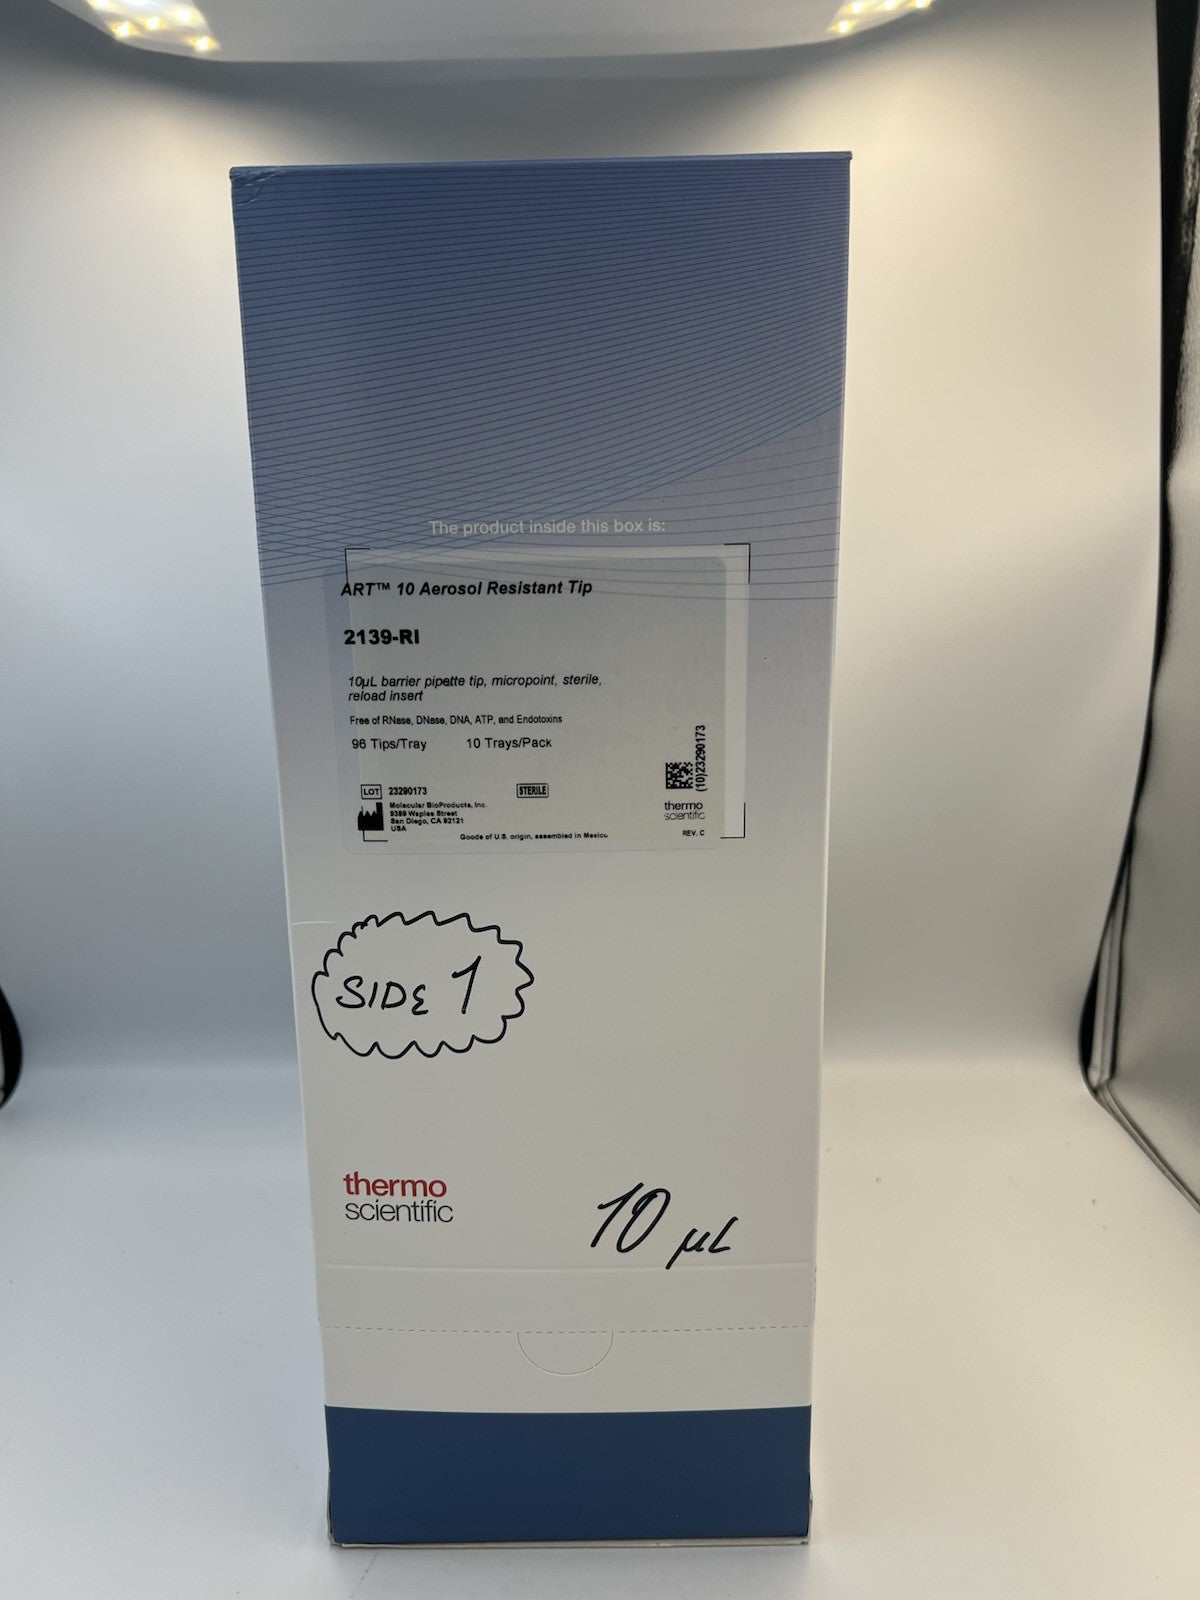 The product inside this box is:
ART™ 10 Aerosol Resistant Tip
2139-RI
10µL barrier pipette tip, micropoint, sterile,
reload insert
Free of RNase, DNase, DNA, ATP, and Endotoxins
96 Tips/Tray 10 Trays/Pack
LOT 23290173
STERILE
(10)23290173
Molecular BioProducts, Inc.
9389 Waples Street
San Diego, CA 92121
USA
Goods of U.S. origin, assembled in Mexico
thermo
scientific
REV. C
SIDE 1
thermo
scientific
10 µL